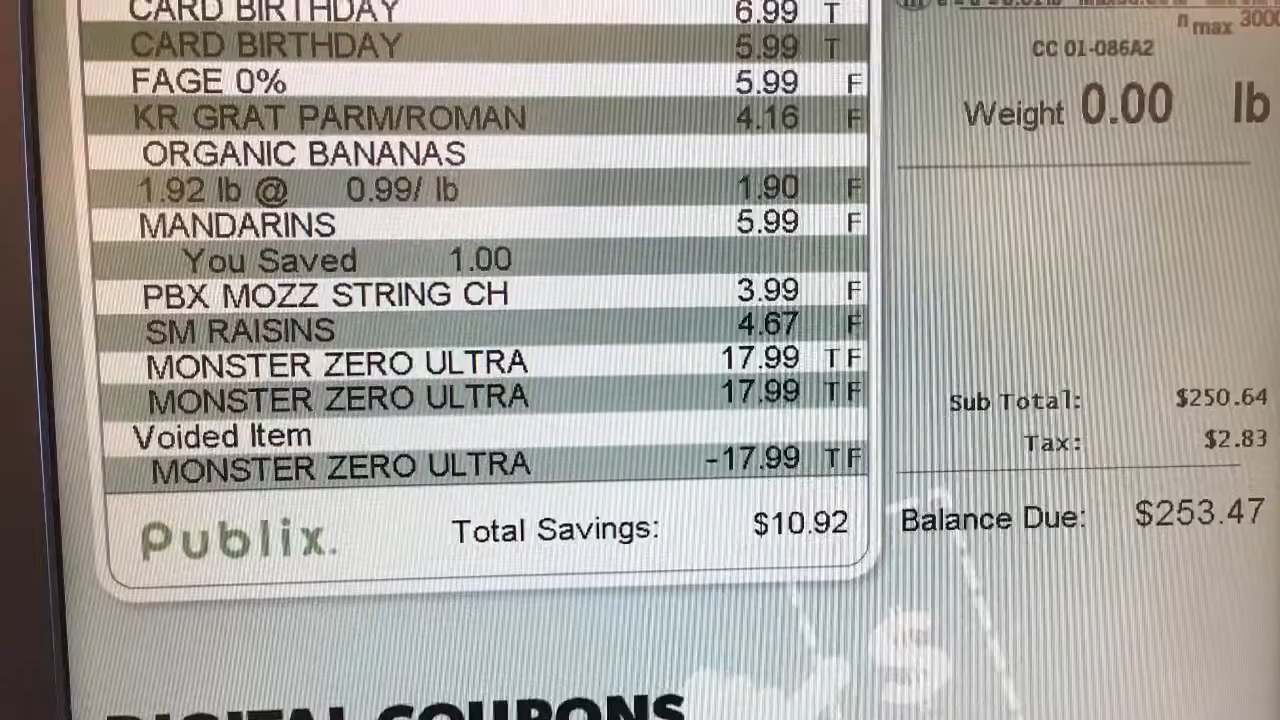 CARD BIRTHDAY 6.99 T
CARD BIRTHDAY 5.99 T
FAGE 0% 5.99 F
KR GRAT PARM/ROMAN 4.16 F
ORGANIC BANANAS
1.92 lb @ 0.99/ lb 1.90 F
MANDARINS 5.99 F
You Saved 1.00
PBX MOZZ STRING CH 3.99 F
SM RAISINS 4.67 F
MONSTER ZERO ULTRA 17.99 T F
MONSTER ZERO ULTRA 17.99 T F
Voided Item
MONSTER ZERO ULTRA -17.99 T F
Publix. Total Savings: $10.92
n max 3000
CC 01-086A2
Weight 0.00 lb
Sub Total: $250.64
Tax: $2.83
Balance Due: $253.47
$
DIGITAL COUPONS